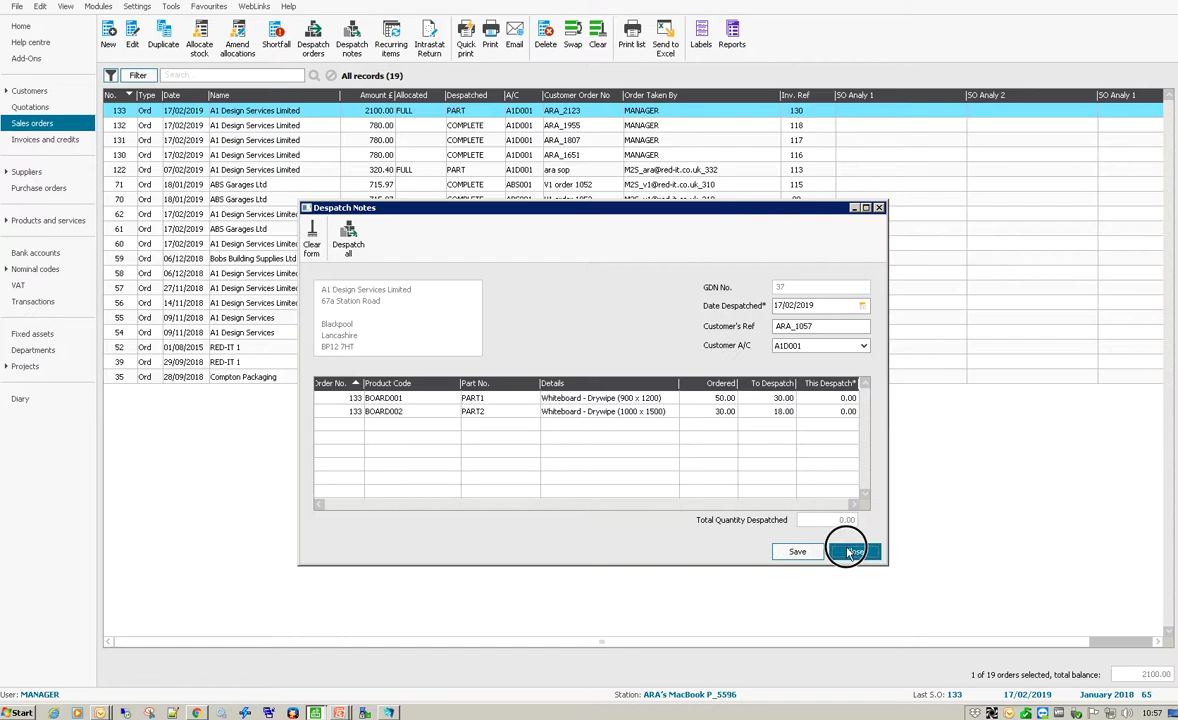 File Edit View Modules Settings Tools Favourites WebLinks Help
New Edit Duplicate Allocate stock Amend allocations Shortfall Despatch orders Despatch notes Recurring items Intrastat Return Quick print Print Email Delete Swap Clear Print list Send to Excel Labels Reports
Home
Help centre
Add-Ons
Customers
Quotations
Sales orders
Invoices and credits
Suppliers
Purchase orders
Products and services
Bank accounts
Nominal codes
VAT
Transactions
Fixed assets
Departments
Projects
Diary
Filter Search... All records (19)
No. Type Date Name Amount £ Allocated Despatched A/C Customer Order No Order Taken By Inv. Ref SO Analy 1 SO Analy 2 SO Analy 1
133 Ord 17/02/2019 A1 Design Services Limited 2100.00 FULL PART A1D001 ARA_2123 MANAGER 130
132 Ord 17/02/2019 A1 Design Services Limited 780.00 COMPLETE A1D001 ARA_1955 MANAGER 118
131 Ord 17/02/2019 A1 Design Services Limited 780.00 COMPLETE A1D001 ARA_1807 MANAGER 117
130 Ord 17/02/2019 A1 Design Services Limited 780.00 COMPLETE A1D001 ARA_1651 MANAGER 116
122 Ord 07/02/2019 A1 Design Services Limited 320.40 FULL PART A1D001 ara sop M2S_ara@red-it.co.uk_332 113
71 Ord 18/01/2019 ABS Garages Ltd 715.97 COMPLETE ABS001 V1 order 1052 M2S_v1@red-it.co.uk_310 115
70 Ord 18/01/2019 ABS Garages Ltd
62 Ord 17/02/2019 A1 Design Services Limited
61 Ord 17/02/2019 ABS Garages Ltd
60 Ord 17/02/2019 A1 Design Services Limited
59 Ord 06/12/2018 Bobs Building Supplies Ltd
58 Ord 06/12/2018 A1 Design Services Limited
57 Ord 27/11/2018 A1 Design Services Limited
56 Ord 14/11/2018 A1 Design Services Limited
55 Ord 09/11/2018 A1 Design Services
54 Ord 09/11/2018 A1 Design Services
52 Ord 01/08/2015 RED-IT 1
39 Ord 29/09/2018 RED-IT 1
35 Ord 28/09/2018 Compton Packaging
Despatch Notes
Clear form Despatch all
A1 Design Services Limited
67a Station Road
Blackpool
Lancashire
BP12 7HT
GDN No. 37
Date Despatched* 17/02/2019
Customer's Ref ARA_1057
Customer A/C A1D001
Order No. Product Code Part No. Details Ordered To Despatch This Despatch*
133 BOARD001 PART1 Whiteboard - Drywipe (900 x 1200) 50.00 30.00 0.00
133 BOARD002 PART2 Whiteboard - Drywipe (1000 x 1500) 30.00 18.00 0.00
Total Quantity Despatched 0.00
Save Close
1 of 19 orders selected, total balance: 2100.00
User: MANAGER Station: ARA's MacBook P_5596 Last S.O: 133 17/02/2019 January 2018 65
Start 10:57